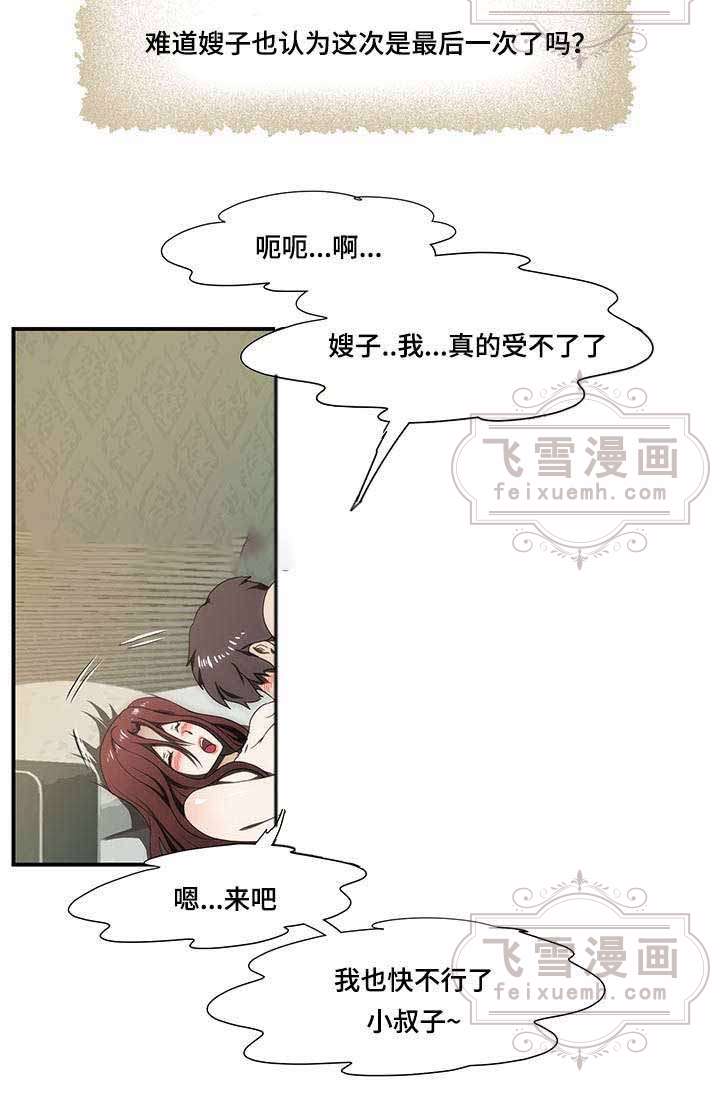 难道嫂子也认为这次是最后一次了吗？
呃呃...啊...
嫂子..我...真的受不了了
飞雪漫画
feixuemh.com
嗯...来吧
我也快不行了
小叔子~
飞雪漫画
feixuemh.com